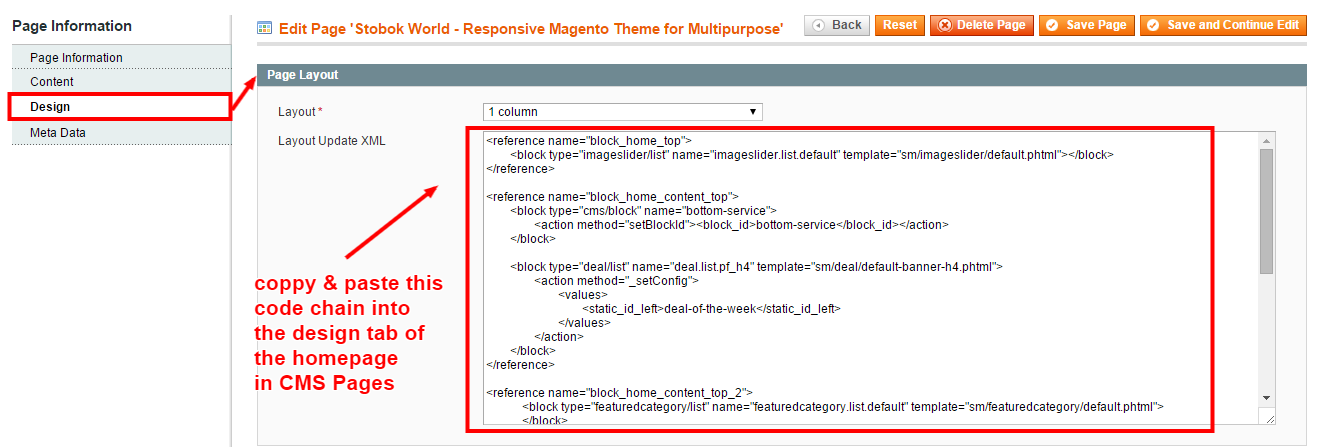 Page Information
Page Information
Content
Design
Meta Data
Edit Page 'Stobok World - Responsive Magento Theme for Multipurpose'
Back
Reset
Delete Page
Save Page
Save and Continue Edit
Page Layout
Layout *
1 column
Layout Update XML
<reference name="block_home_top">
<block type="imageslider/list" name="imageslider.list.default" template="sm/imageslider/default.phtml"></block>
</reference>
<reference name="block_home_content_top">
<block type="cms/block" name="bottom-service">
<action method="setBlockId"><block_id>bottom-service</block_id></action>
</block>
<block type="deal/list" name="deal.list.pf_h4" template="sm/deal/default-banner-h4.phtml">
<action method="_setConfig">
<values>
<static_id_left>deal-of-the-week</static_id_left>
</values>
</action>
</block>
</reference>
<reference name="block_home_content_top_2">
<block type="featuredcategory/list" name="featuredcategory.list.default" template="sm/featuredcategory/default.phtml">
</block>
coppy & paste this
code chain into
the design tab of
the homepage
in CMS Pages